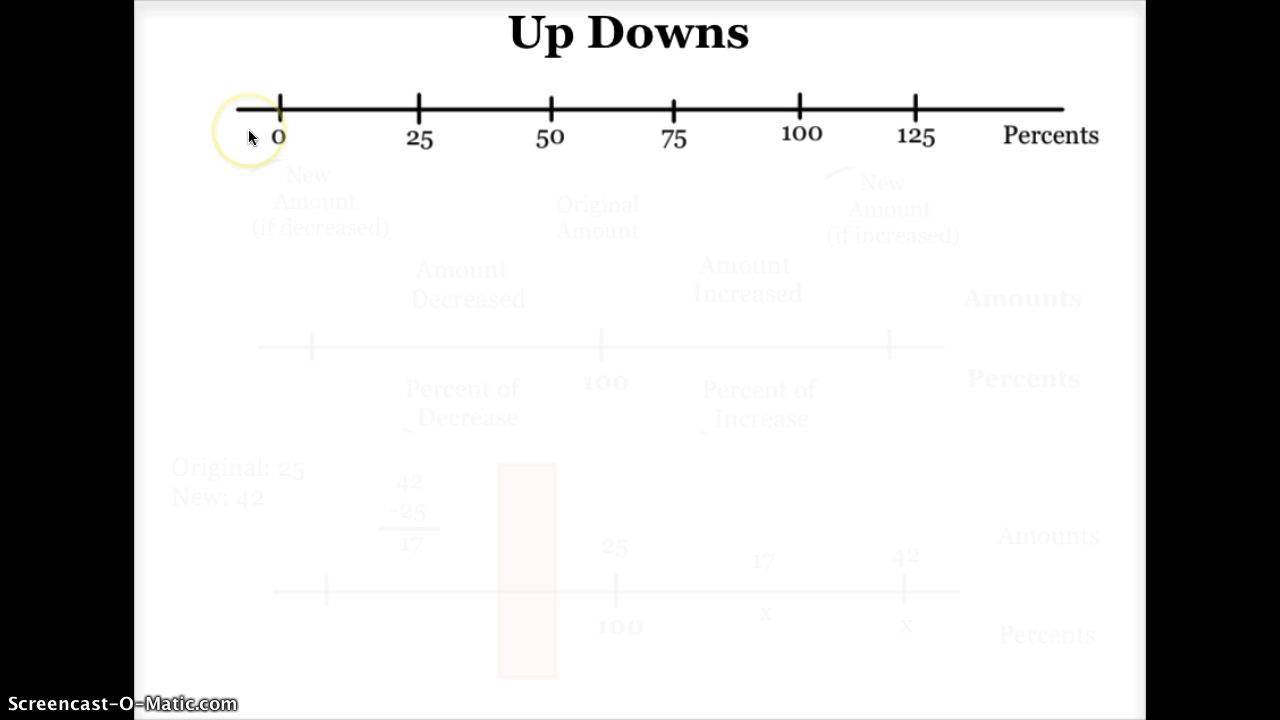 Up Downs
0 25 50 75 100 125 Percents
New
Amount
(if decreased)
Original
Amount
New
Amount
(if increased)
Amount
Decreased
Amount
Increased
Amounts
100
Percents
Percent of
Decrease
Percent of
Increase
Original: 25
New: 42
42
-25
17
25
17
42
Amounts
100
x
x
Percents
Screencast-O-Matic.com